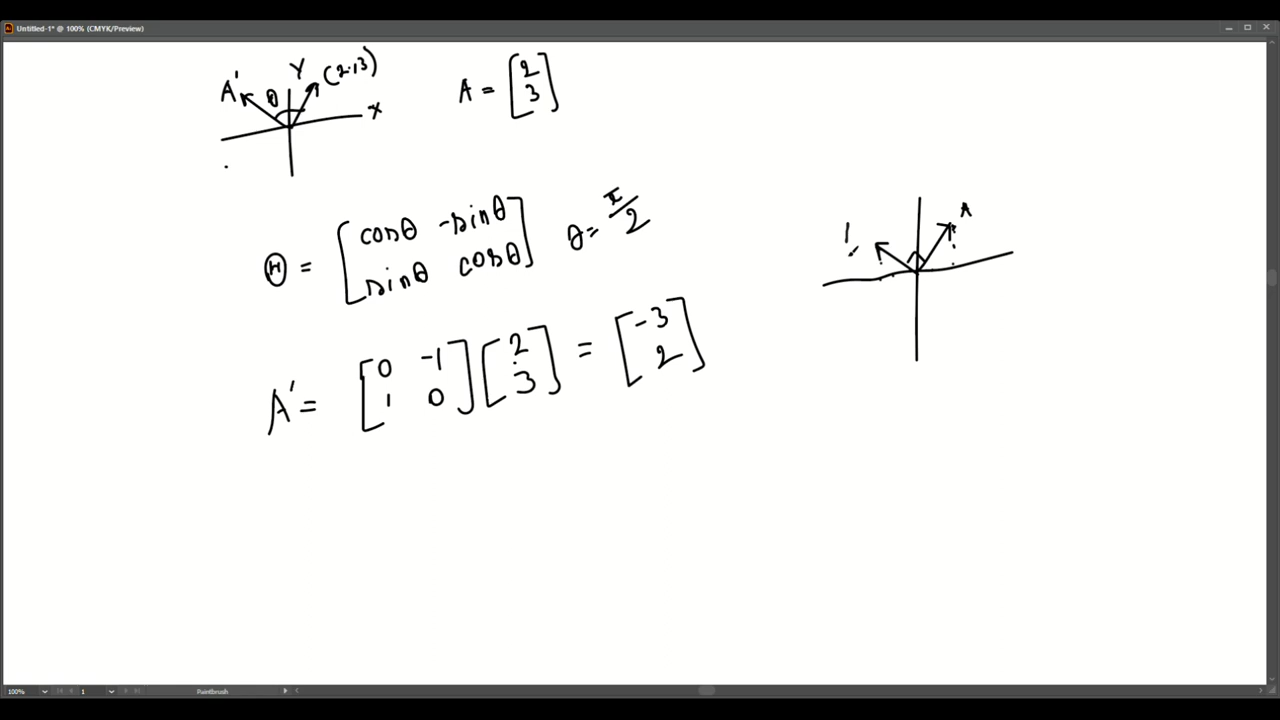 Untitled-1* @ 100% (CMYK/Preview)
A' θ Y (2,3) X
A = [2 3]
Θ = [cosθ -sinθ sinθ cosθ] θ = π/2
A
A' = [0 -1 1 0] [2 3] = [-3 2]
100% 1 Paintbrush